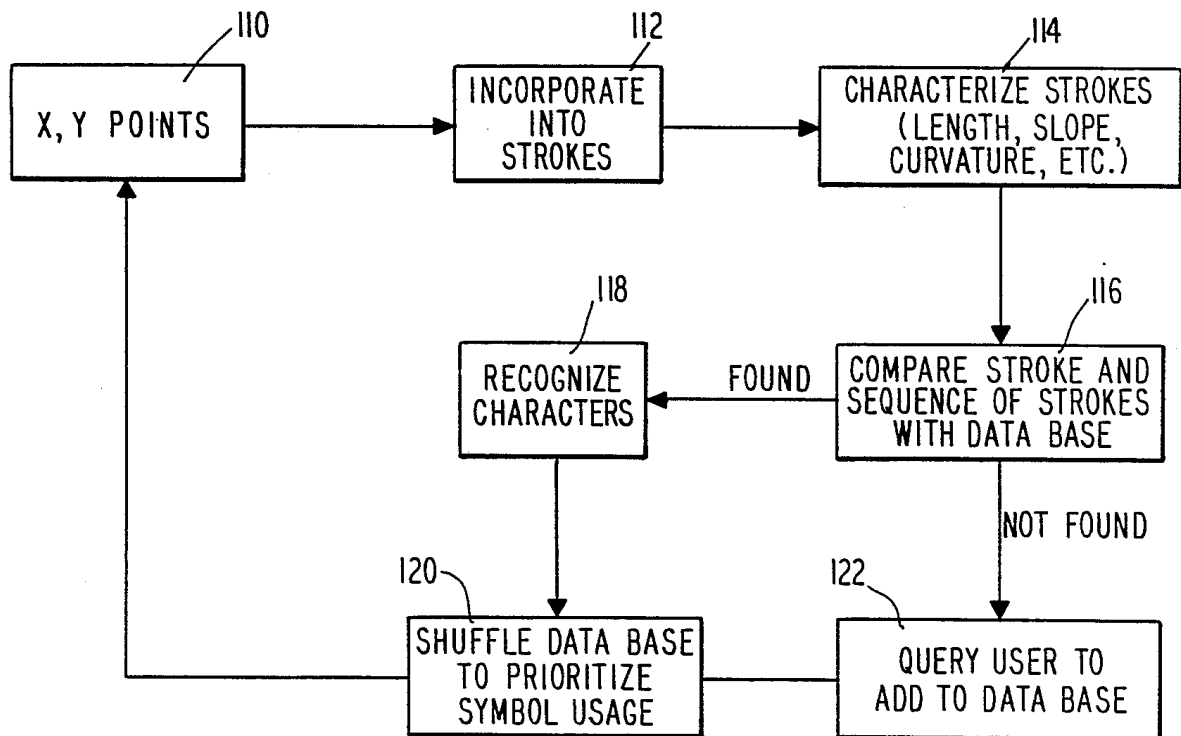 110
X, Y POINTS
112
INCORPORATE
INTO
STROKES
114
CHARACTERIZE STROKES
(LENGTH, SLOPE,
CURVATURE, ETC.)
116
COMPARE STROKE AND
SEQUENCE OF STROKES
WITH DATA BASE
FOUND
118
RECOGNIZE
CHARACTERS
NOT FOUND
120
SHUFFLE DATA BASE
TO PRIORITIZE
SYMBOL USAGE
122
QUERY USER TO
ADD TO DATA BASE